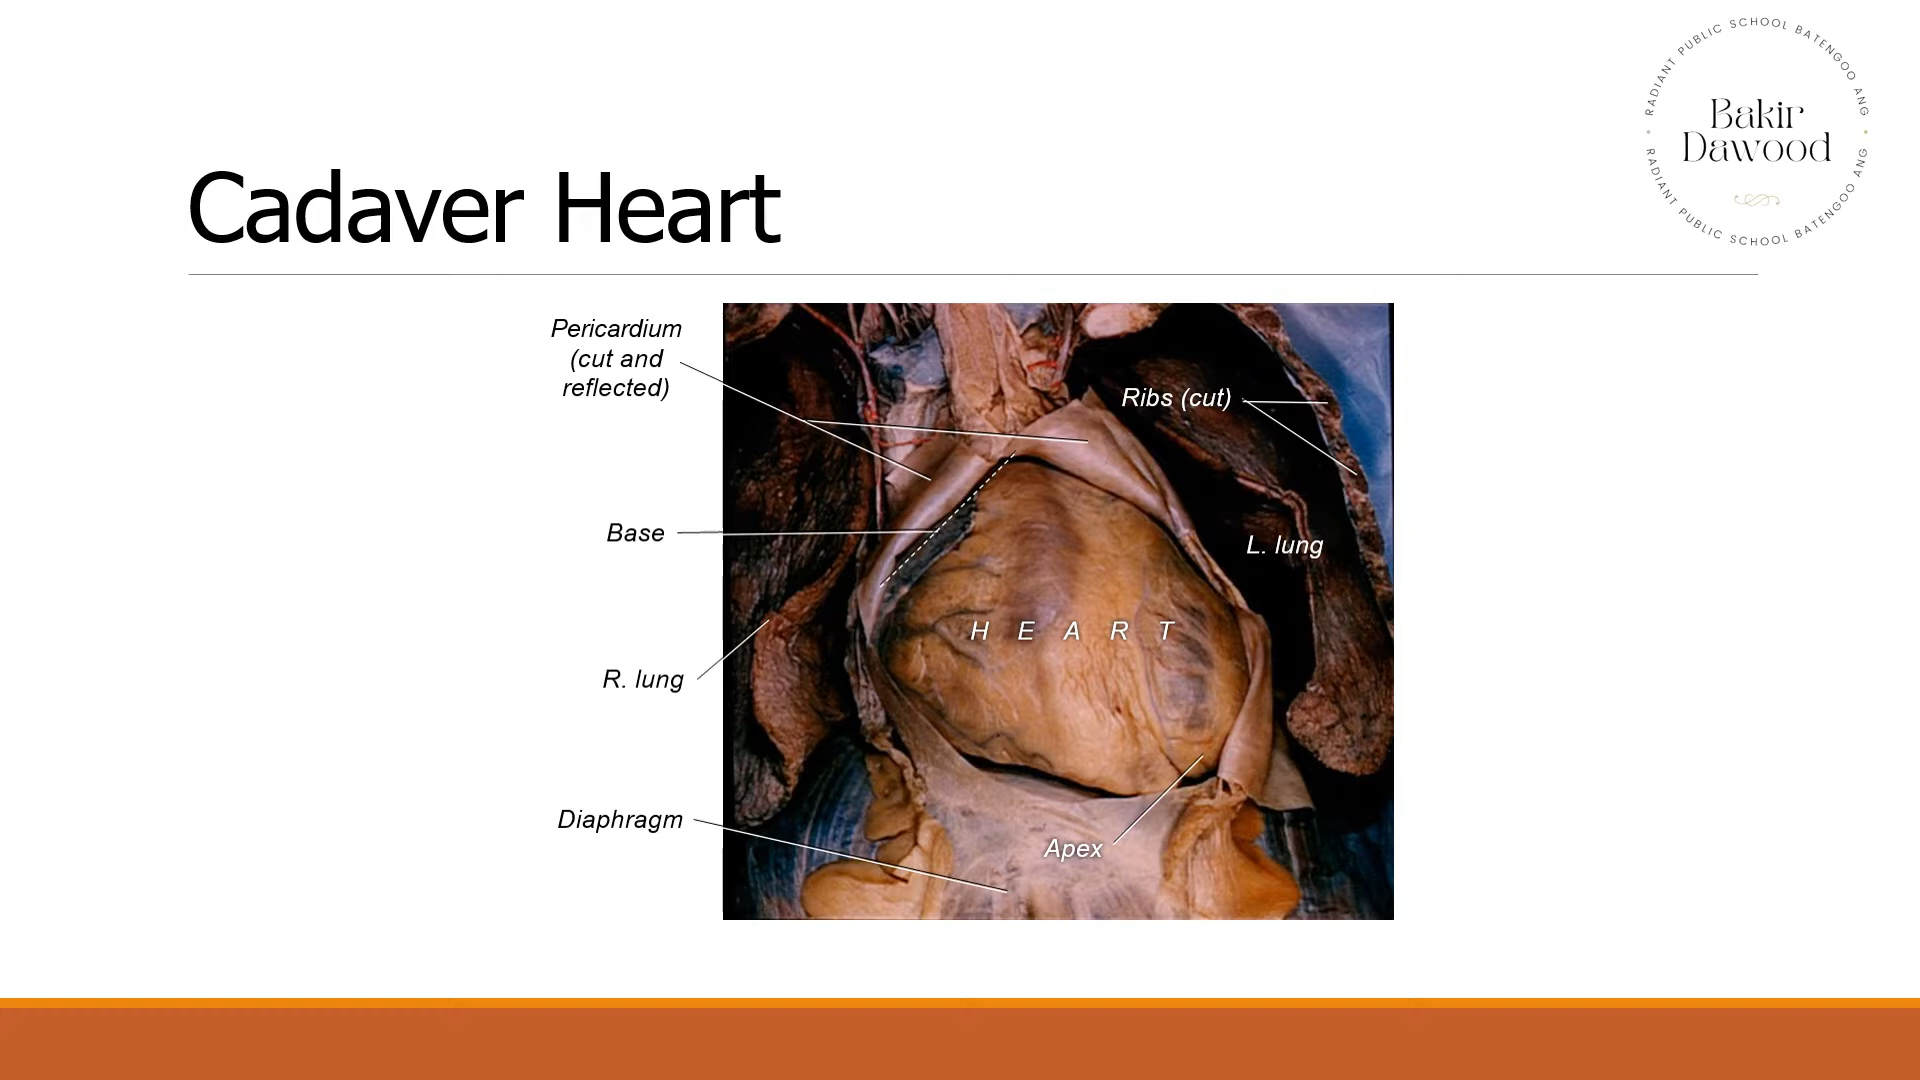 RADIANT PUBLIC SCHOOL BATENGOO ANG
Bakir
Dawood
RADIANT PUBLIC SCHOOL BATENGOO ANG
Cadaver Heart
Pericardium
(cut and
reflected)
Ribs (cut)
Base
L. lung
H E A R T
R. lung
Diaphragm
Apex